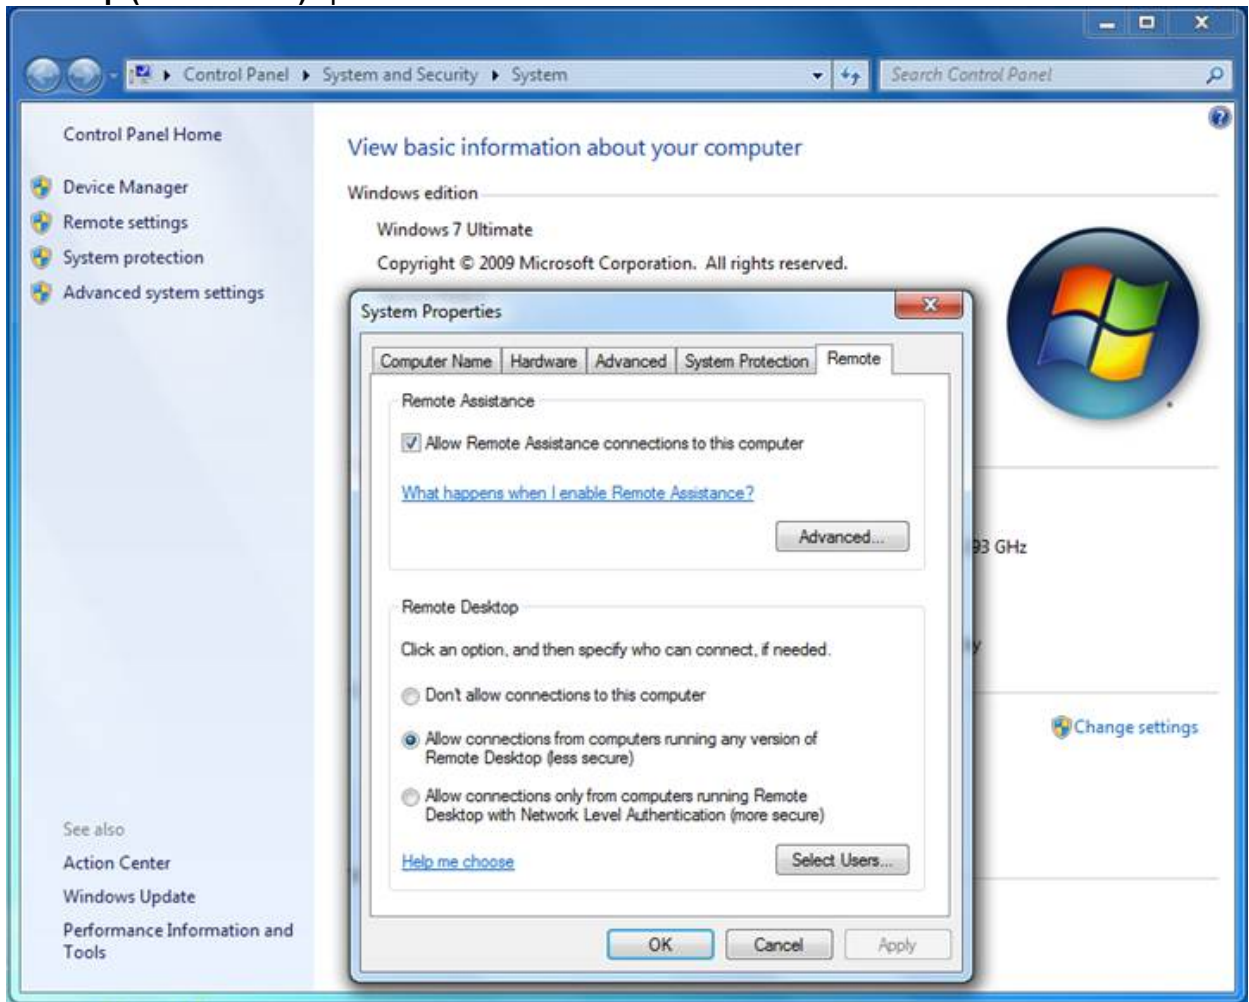 Control Panel ▸ System and Security ▸ System
Search Control Panel
Control Panel Home
Device Manager
Remote settings
System protection
Advanced system settings
See also
Action Center
Windows Update
Performance Information and
Tools
View basic information about your computer
Windows edition
Windows 7 Ultimate
Copyright © 2009 Microsoft Corporation. All rights reserved.
93 GHz
y
Change settings
System Properties
Computer Name Hardware Advanced System Protection Remote
Remote Assistance
Allow Remote Assistance connections to this computer
What happens when I enable Remote Assistance?
Advanced...
Remote Desktop
Click an option, and then specify who can connect, if needed.
Don't allow connections to this computer
Allow connections from computers running any version of
Remote Desktop (less secure)
Allow connections only from computers running Remote
Desktop with Network Level Authentication (more secure)
Help me choose
Select Users...
OK Cancel Apply